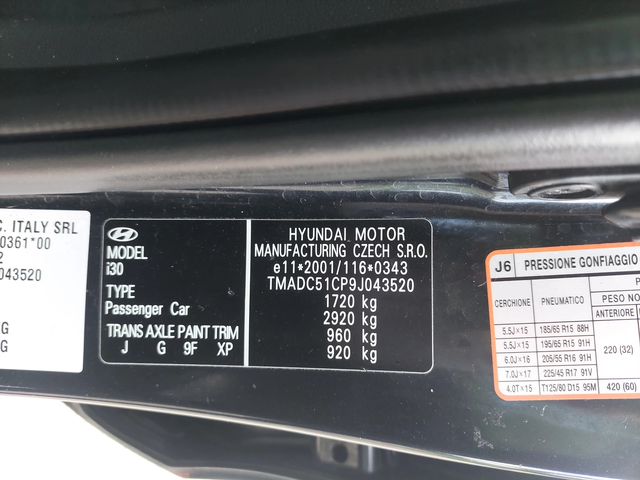 C. ITALY SRL
0361*00
2
043520
G
G
MODEL
i30
TYPE
Passenger Car
TRANS AXLE PAINT TRIM
J G 9F XP
HYUNDAI MOTOR
MANUFACTURING CZECH S.R.O.
e11*2001/116*0343
TMADC51CP9J043520
1720 kg
2920 kg
960 kg
920 kg
J6 PRESSIONE GONFIAGGIO
CERCHIONE PNEUMATICO
PESO NO
ANTERIORE
5.5J×15 185/65 R15 88H
5.5J×15 195/65 R15 91H
6.0J×16 205/55 R16 91H
7.0J×17 225/45 R17 91V
220 (32)
4.0T×15 T125/80 D15 95M 420 (60)